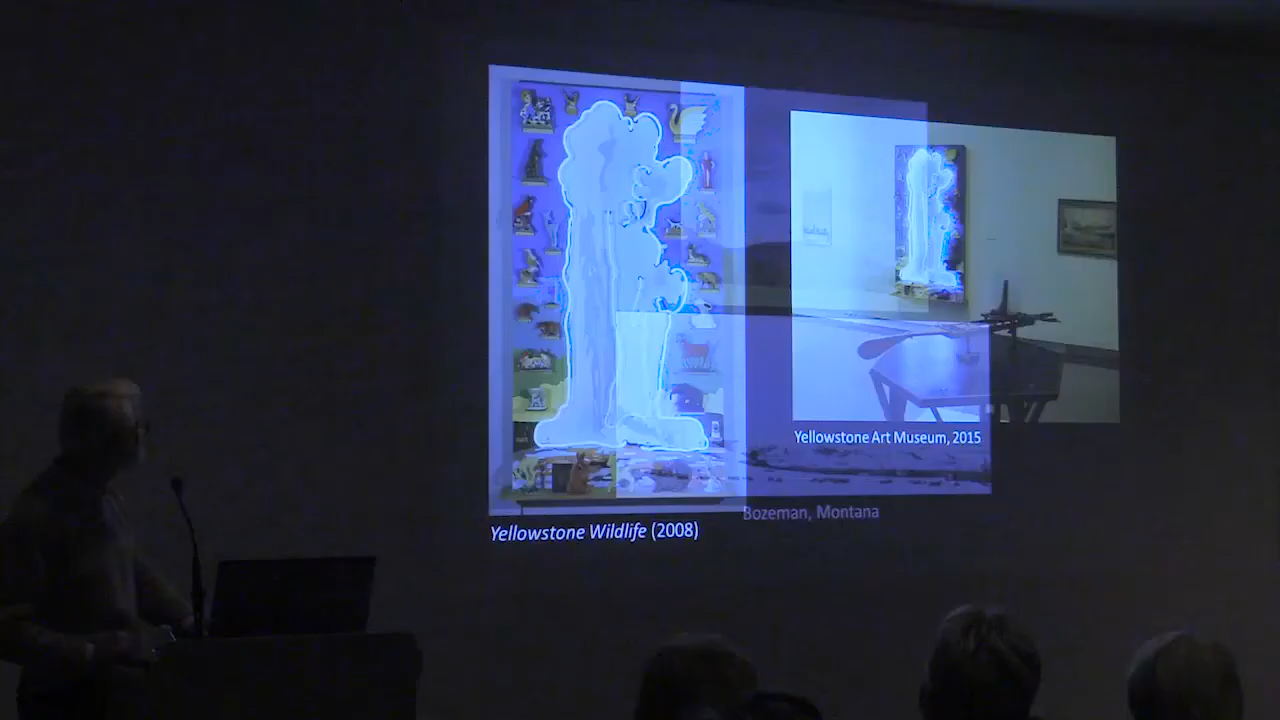 Yellowstone Art Museum, 2015
Bozeman, Montana
Yellowstone Wildlife (2008)